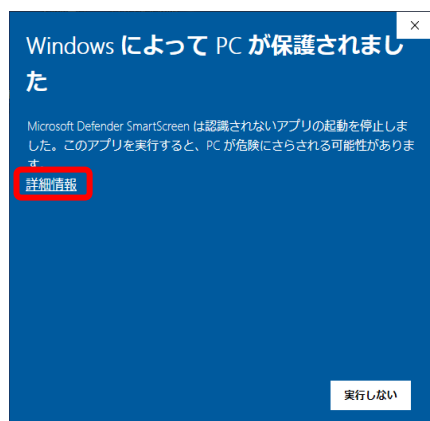 ×
Windows によって PC が保護されまし
た
Microsoft Defender SmartScreen は認識されないアプリの起動を停止しま
した。このアプリを実行すると、PC が危険にさらされる可能性がありま
す
詳細情報
実行しない